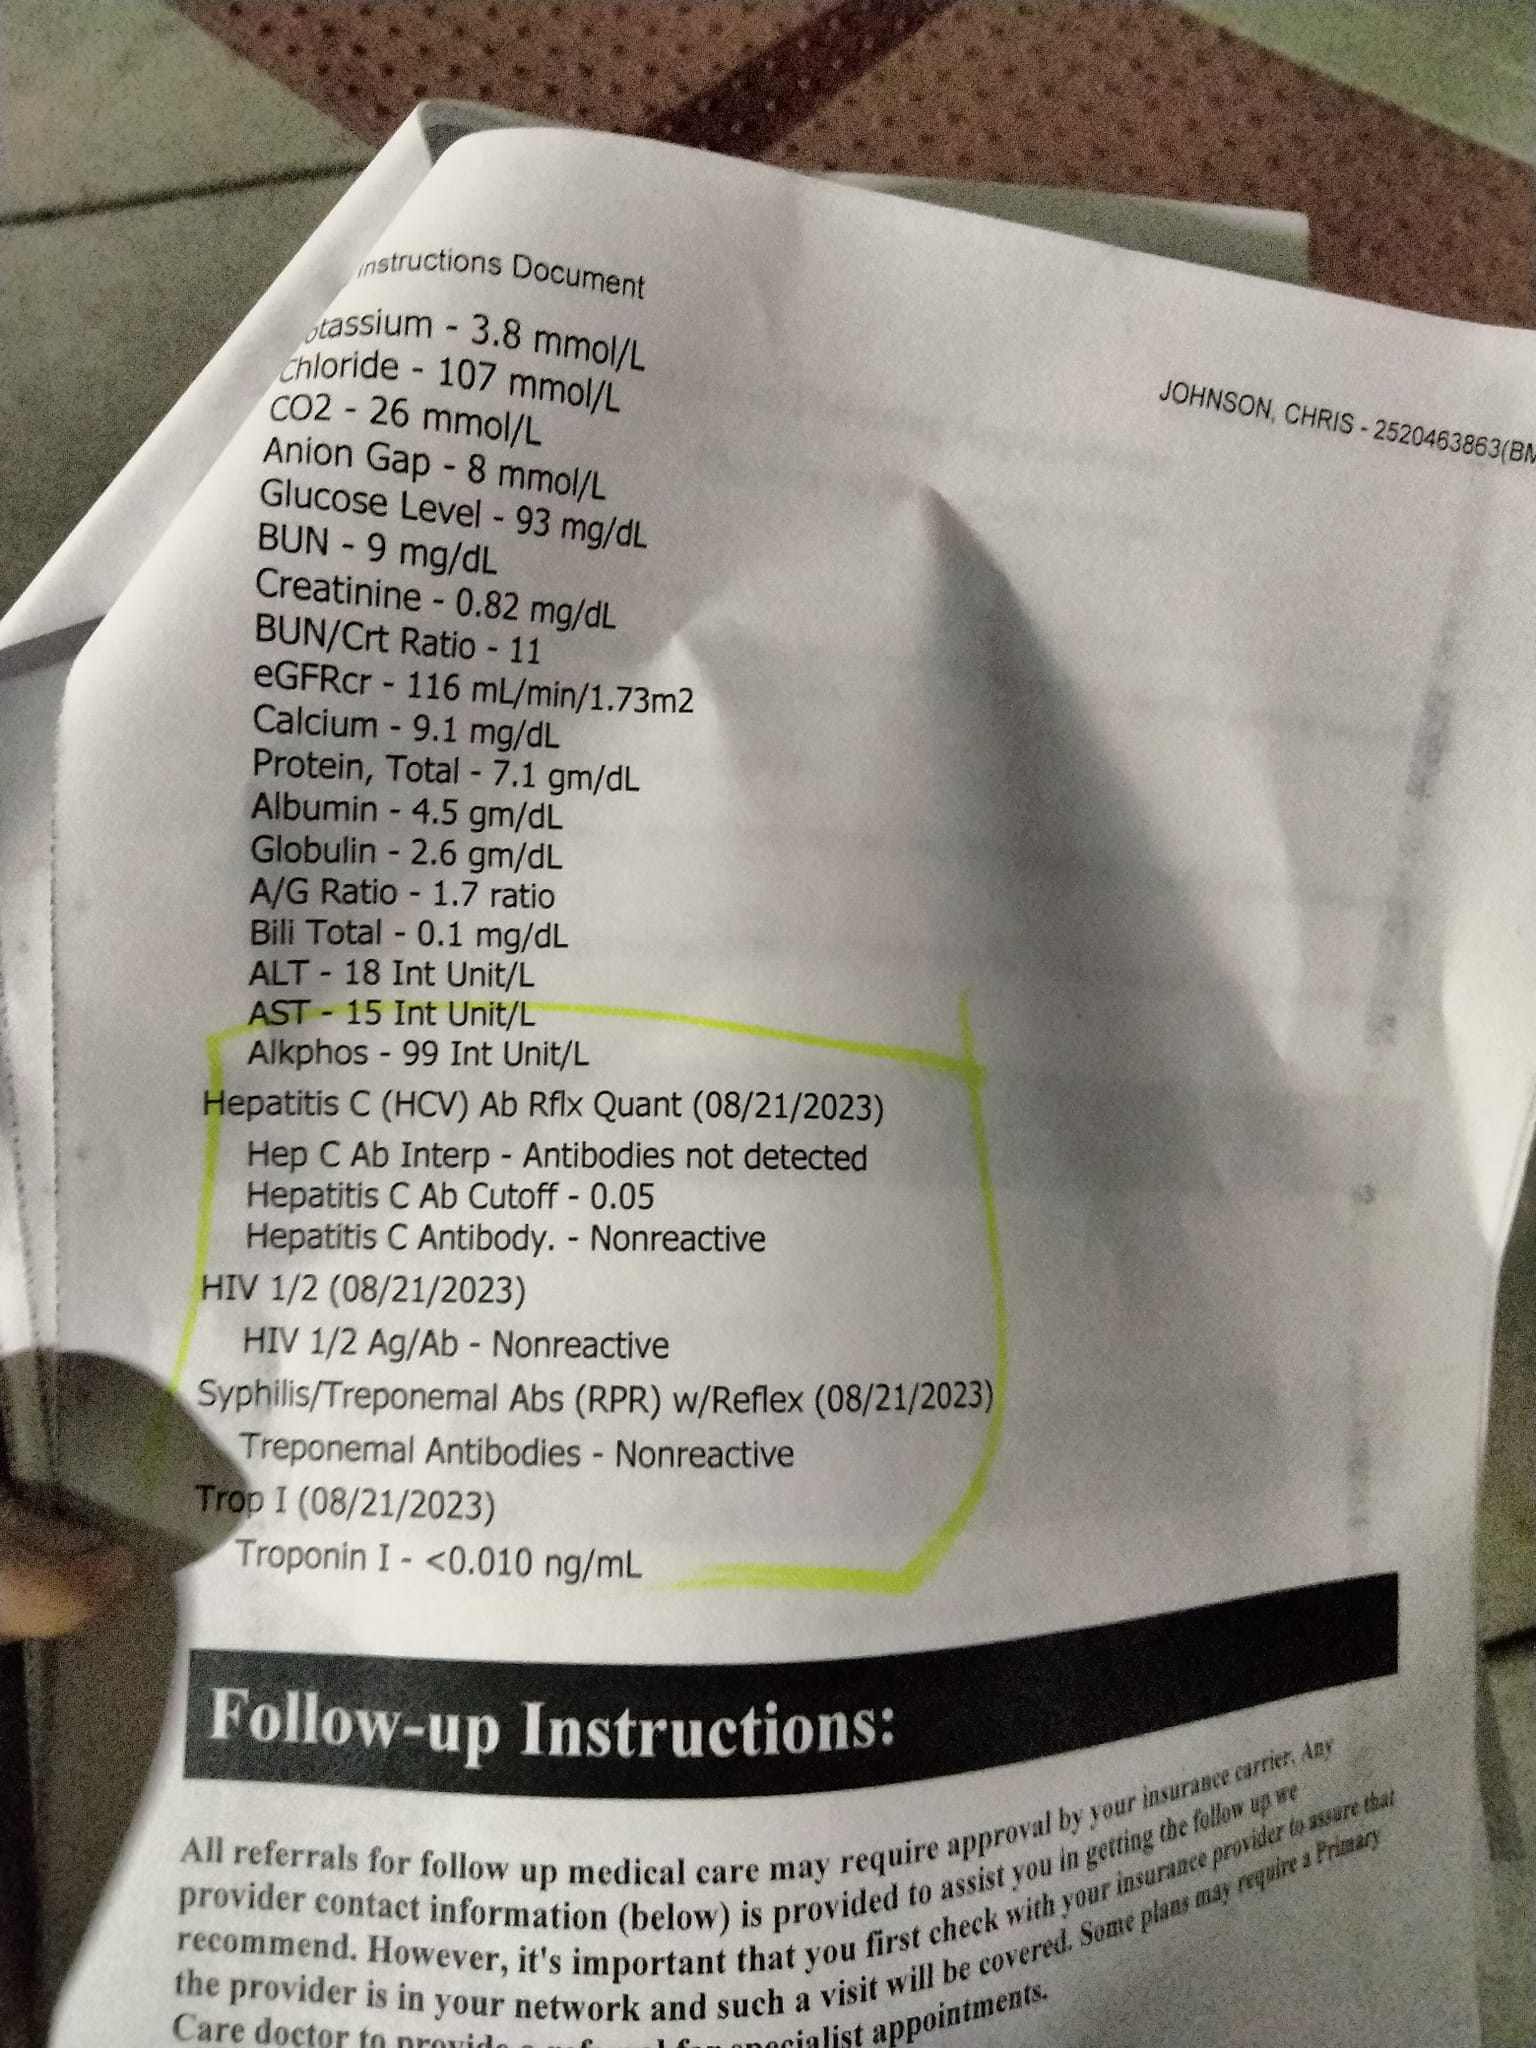 Instructions Document
JOHNSON, CHRIS - 2520463863(BM
otassium - 3.8 mmol/L
Chloride - 107 mmol/L
CO2 - 26 mmol/L
Anion Gap - 8 mmol/L
Glucose Level - 93 mg/dL
BUN - 9 mg/dL
Creatinine - 0.82 mg/dL
BUN/Crt Ratio - 11
eGFRcr - 116 mL/min/1.73m2
Calcium - 9.1 mg/dL
Protein, Total - 7.1 gm/dL
Albumin - 4.5 gm/dL
Globulin - 2.6 gm/dL
A/G Ratio - 1.7 ratio
Bili Total - 0.1 mg/dL
ALT - 18 Int Unit/L
AST - 15 Int Unit/L
Alkphos - 99 Int Unit/L
Hepatitis C (HCV) Ab Rflx Quant (08/21/2023)
Hep C Ab Interp - Antibodies not detected
Hepatitis C Ab Cutoff - 0.05
Hepatitis C Antibody. - Nonreactive
HIV 1/2 (08/21/2023)
HIV 1/2 Ag/Ab - Nonreactive
Syphilis/Treponemal Abs (RPR) w/Reflex (08/21/2023)
Treponemal Antibodies - Nonreactive
Trop I (08/21/2023)
Troponin I - <0.010 ng/mL
Follow-up Instructions:
All referrals for follow up medical care may require approval by your insurance carrier. Any
provider contact information (below) is provided to assist you in getting the follow up we
recommend. However, it's important that you first check with your insurance provider to assure that
the provider is in your network and such a visit will be covered. Some plans may require a Primary
Care doctor to provide a referral for specialist appointments.